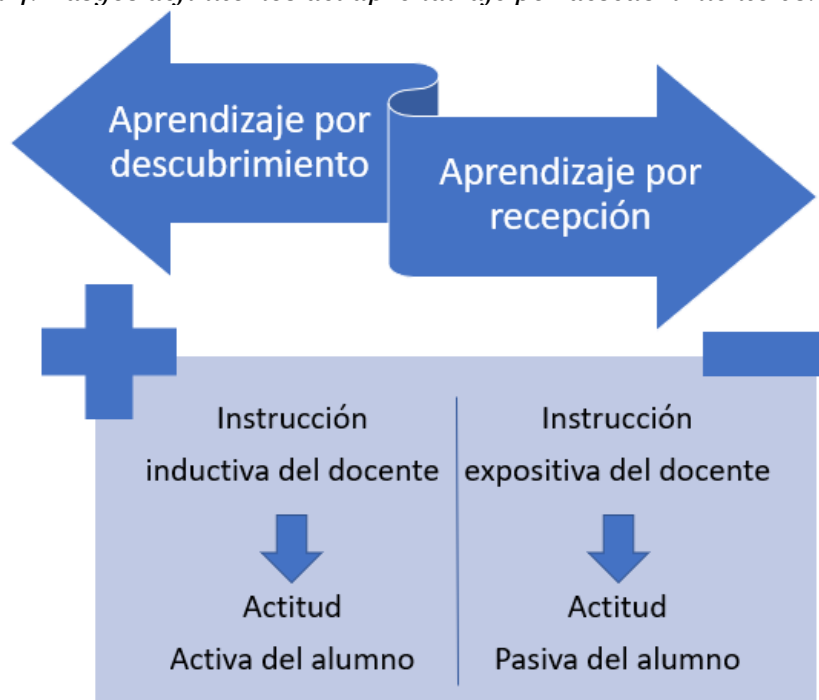 Aprendizaje por
descubrimiento
Aprendizaje por
recepción
Instrucción
inductiva del docente
Actitud
Activa del alumno
Instrucción
expositiva del docente
Actitud
Pasiva del alumno